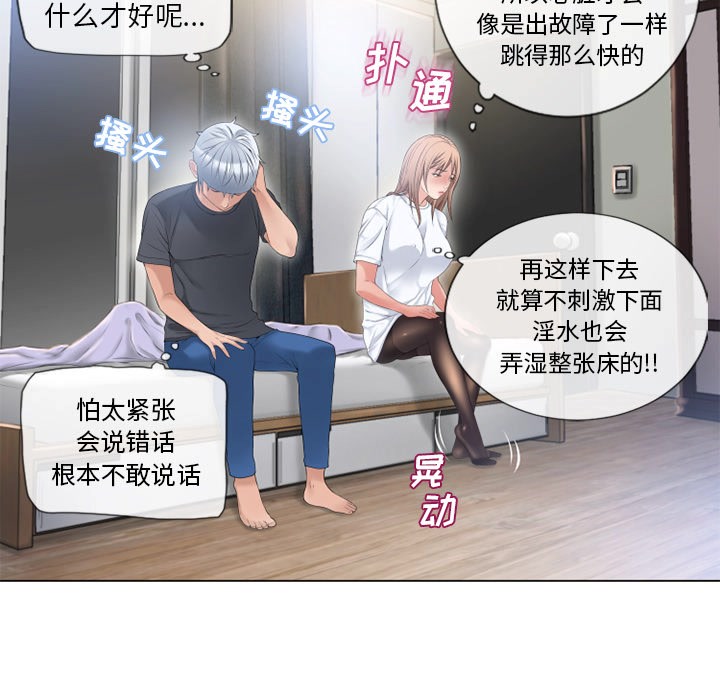 什么才好呢...
像是出故障了一样
跳得那么快的
扑通
搔头
搔头
再这样下去
就算不刺激下面
淫水也会
弄湿整张床的!!
怕太紧张
会说错话
根本不敢说话
晃动